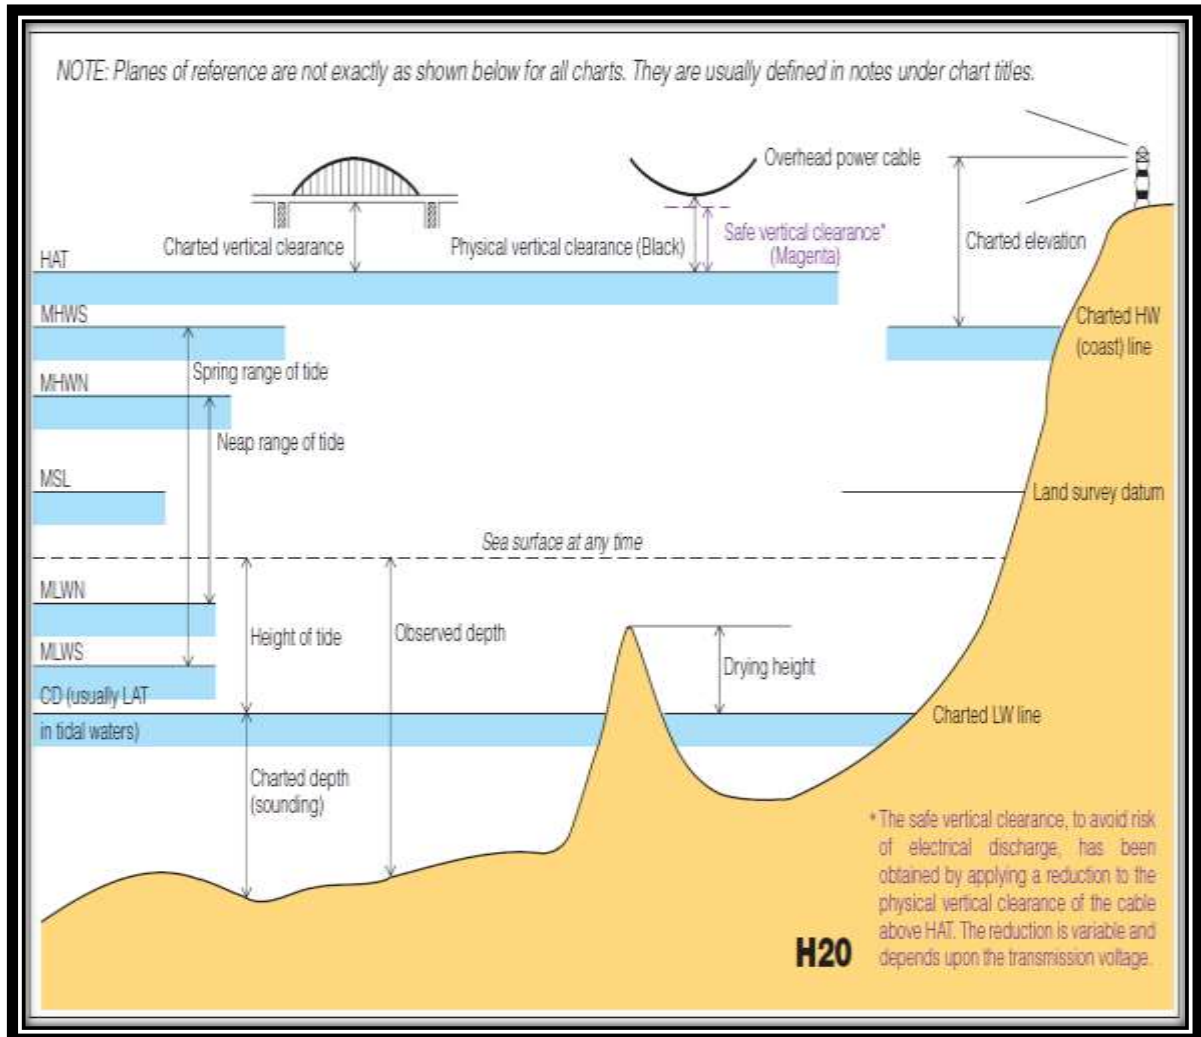 NOTE: Planes of reference are not exactly as shown below for all charts. They are usually defined in notes under chart titles.
Overhead power cable
Charted vertical clearance
Physical vertical clearance (Black)
Safe vertical clearance*
(Magenta)
Charted elevation
HAT
MHWS
Charted HW
(coast) line
Spring range of tide
MHWN
Neap range of tide
MSL
Land survey datum
Sea surface at any time
MLWN
Height of tide
Observed depth
MLWS
Drying height
CD (usually LAT
in tidal waters)
Charted LW line
Charted depth
(sounding)
* The safe vertical clearance, to avoid risk
of electrical discharge, has been
obtained by applying a reduction to the
physical vertical clearance of the cable
above HAT. The reduction is variable and
depends upon the transmission voltage.
H20